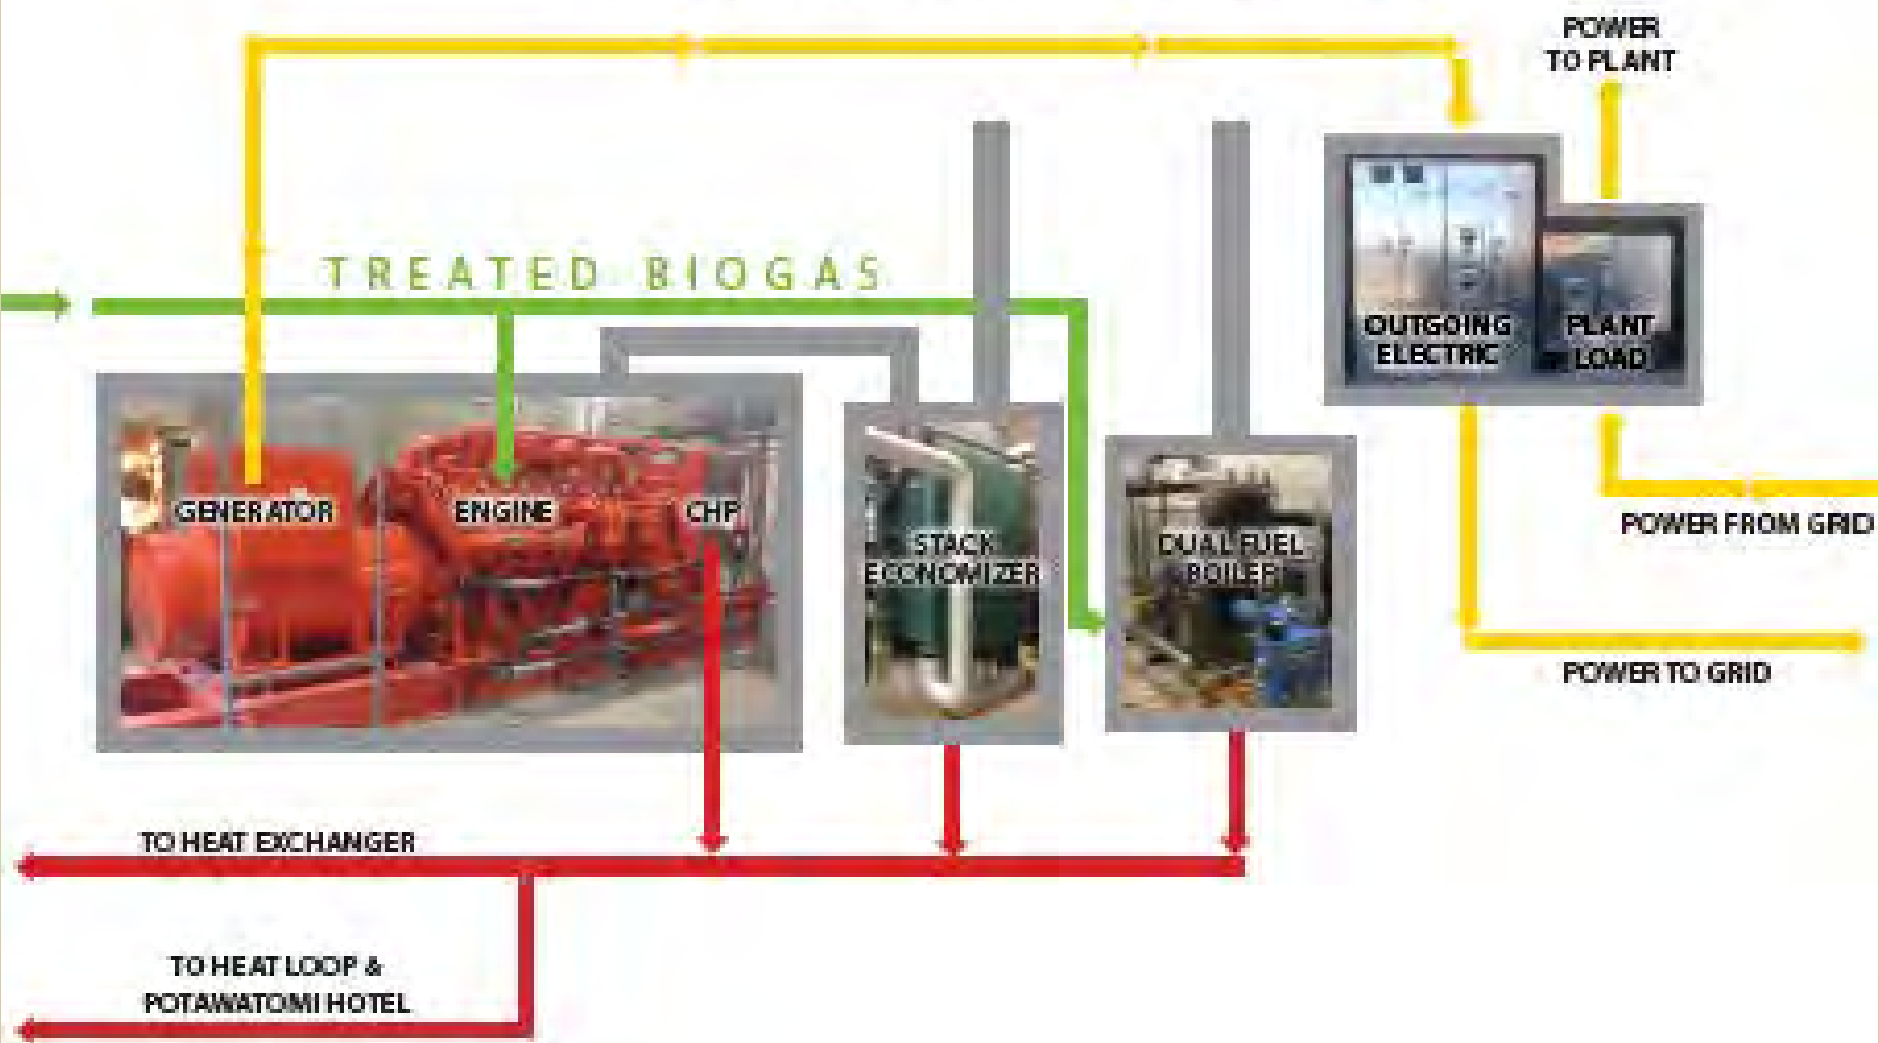 POWER
TO PLANT
TREATED BIOGAS
OUTGOING
ELECTRIC
PLANT
LOAD
GENERATOR
ENGINE
CHP
STACK
ECONOMIZER
DUAL FUEL
BOILER
POWER FROM GRID
POWER TO GRID
TO HEAT EXCHANGER
TO HEAT LOOP &
POTAWATOMI HOTEL